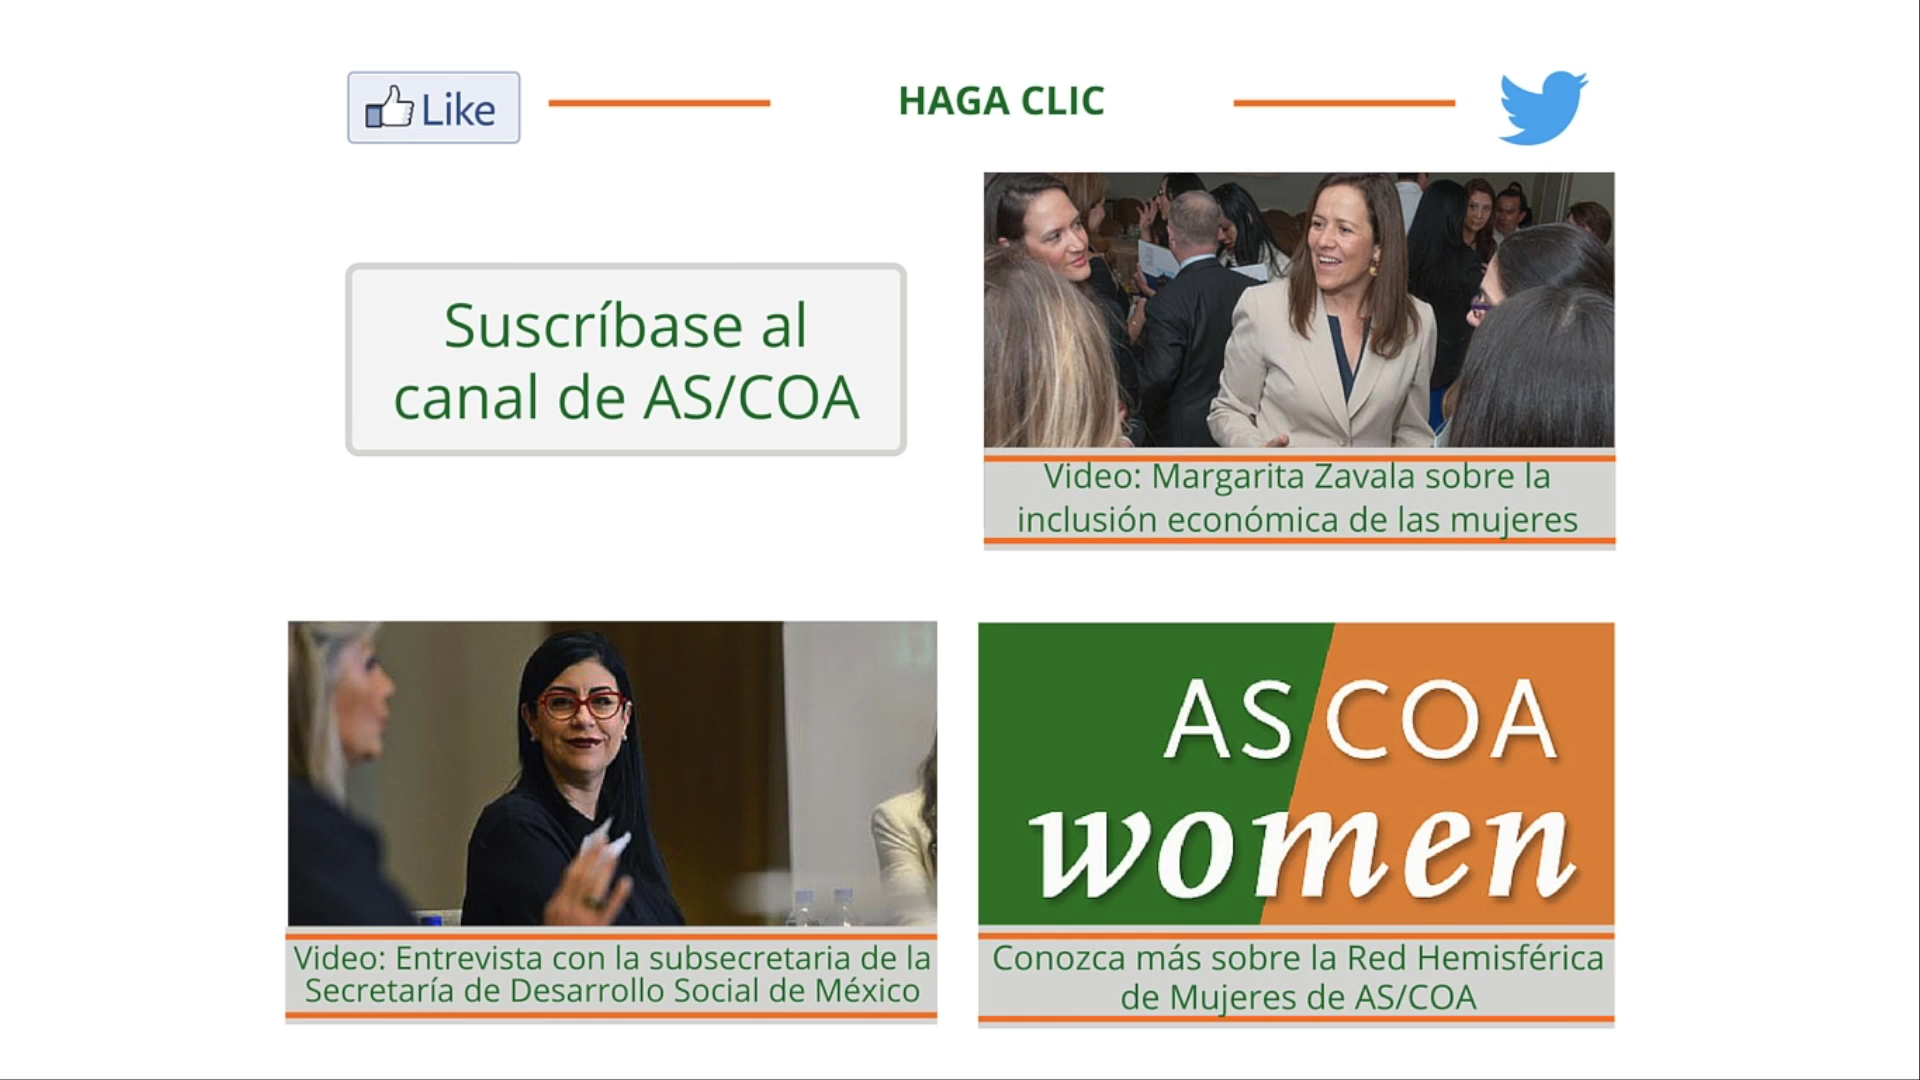 Like
HAGA CLIC
Suscríbase al
canal de AS/COA
Video: Margarita Zavala sobre la
inclusión económica de las mujeres
Video: Entrevista con la subsecretaria de la
Secretaría de Desarrollo Social de México
AS COA
women
Conozca más sobre la Red Hemisférica
de Mujeres de AS/COA